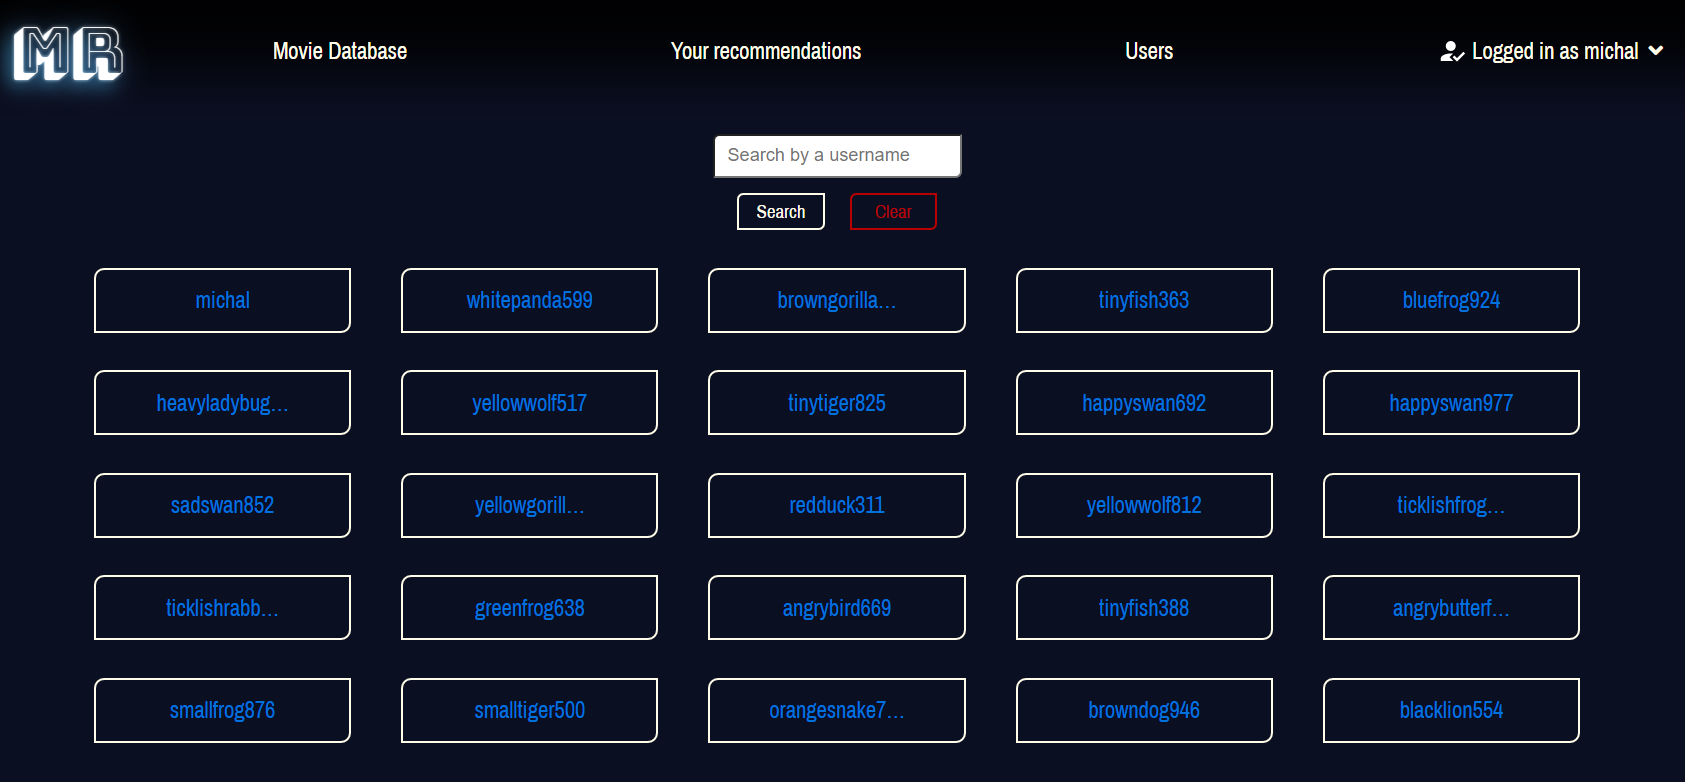 MR
Movie Database
Your recommendations
Users
Logged in as michal
Search by a username
Search
Clear
michal
whitepanda599
browngorilla...
tinyfish363
bluefrog924
heavyladybug...
yellowwolf517
tinytiger825
happyswan692
happyswan977
sadswan852
yellowgorill...
redduck311
yellowwolf812
ticklishfrog...
ticklishrabb...
greenfrog638
angrybird669
tinyfish388
angrybutterf...
smallfrog876
smalltiger500
orangesnake7...
browndog946
blacklion554